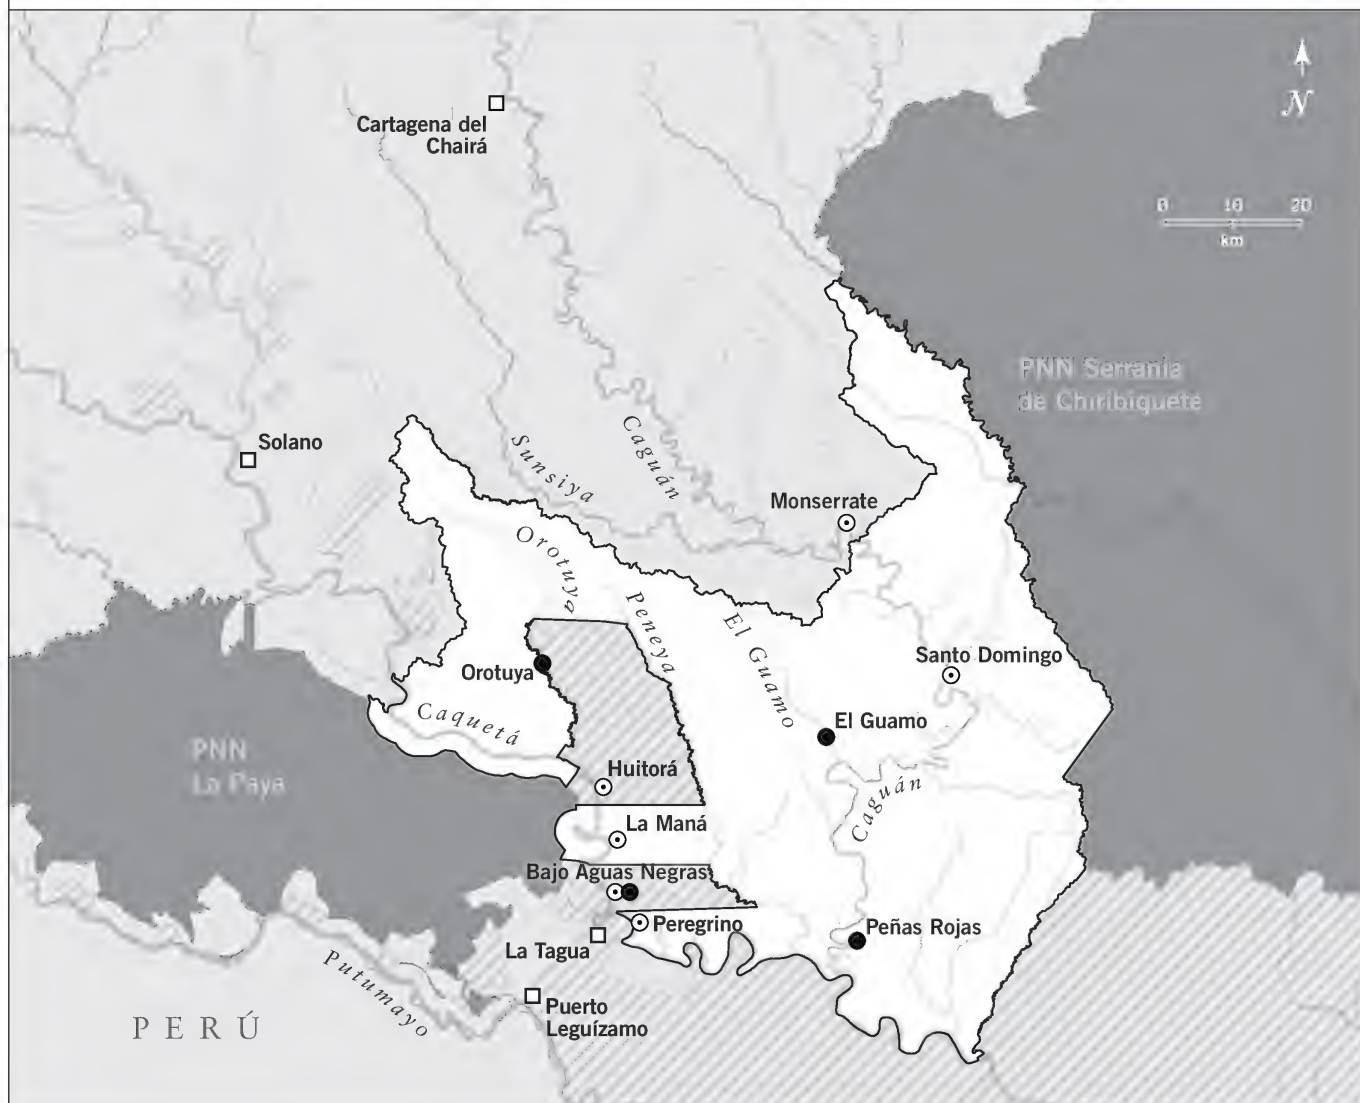 Cartagena del
Chairá
N
0 10 20
km
PNN Serranía
de Chiribiquete
Solano
Sunsiya
Caguán
Monserrate
Orotuya
Peneya
El Guamo
Santo Domingo
Orotuya
Caquetá
El Guamo
PNN
La Paya
Huitorá
Caguán
La Maná
Bajo Aguas Negras
Peregrino
Peñas Rojas
La Tagua
Putumayo
Puerto
Leguízamo
PERÚ